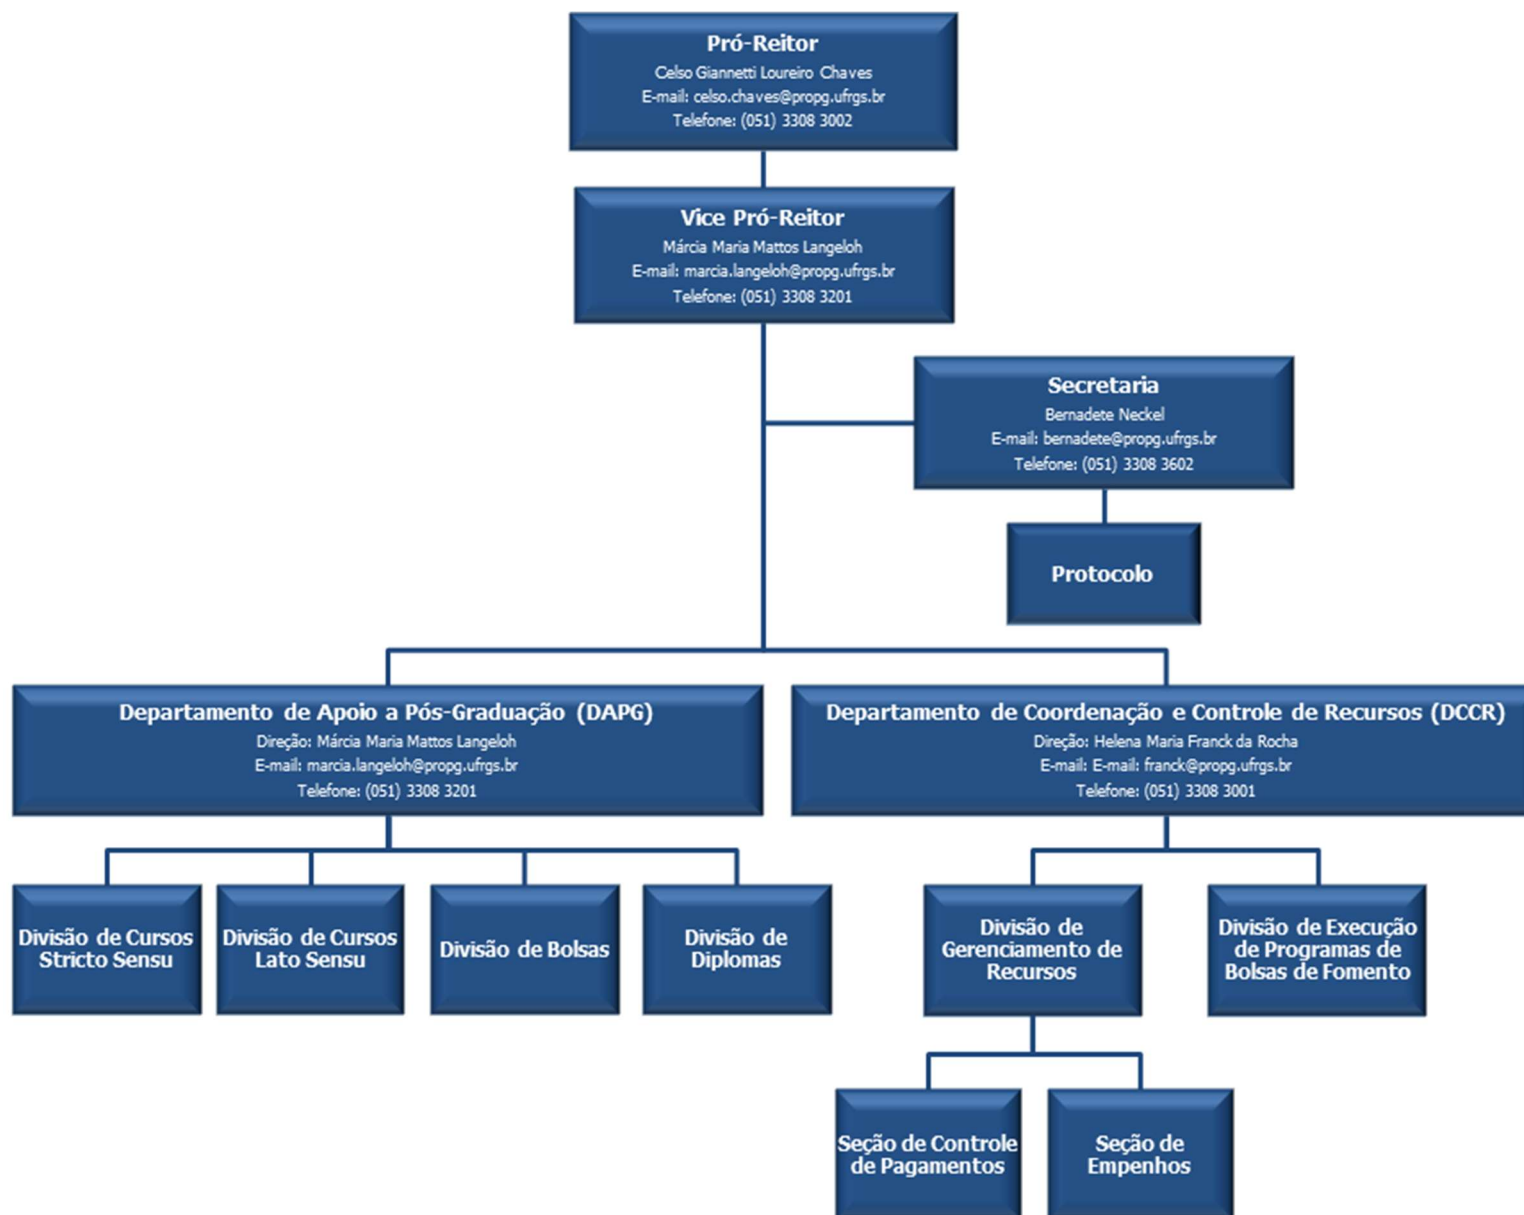 Pró-Reitor
Celso Giannetti Loureiro Chaves
E-mail: celso.chaves@propg.ufrgs.br
Telefone: (051) 3308 3002
Vice Pró-Reitor
Márcia Maria Mattos Langeloh
E-mail: marcia.langeloh@propg.ufrgs.br
Telefone: (051) 3308 3201
Secretaria
Bernadete Neckel
E-mail: bernadete@propg.ufrgs.br
Telefone: (051) 3308 3602
Protocolo
Departamento de Apoio a Pós-Graduação (DAPG)
Direção: Márcia Maria Mattos Langeloh
E-mail: marcia.langeloh@propg.ufrgs.br
Telefone: (051) 3308 3201
Departamento de Coordenação e Controle de Recursos (DCCR)
Direção: Helena Maria Franck da Rocha
E-mail: E-mail: franck@propg.ufrgs.br
Telefone: (051) 3308 3001
Divisão de Cursos
Stricto Sensu
Divisão de Cursos
Lato Sensu
Divisão de Bolsas
Divisão de
Diplomas
Divisão de
Gerenciamento de
Recursos
Divisão de Execução
de Programas de
Bolsas de Fomento
Seção de Controle
de Pagamentos
Seção de
Empenhos